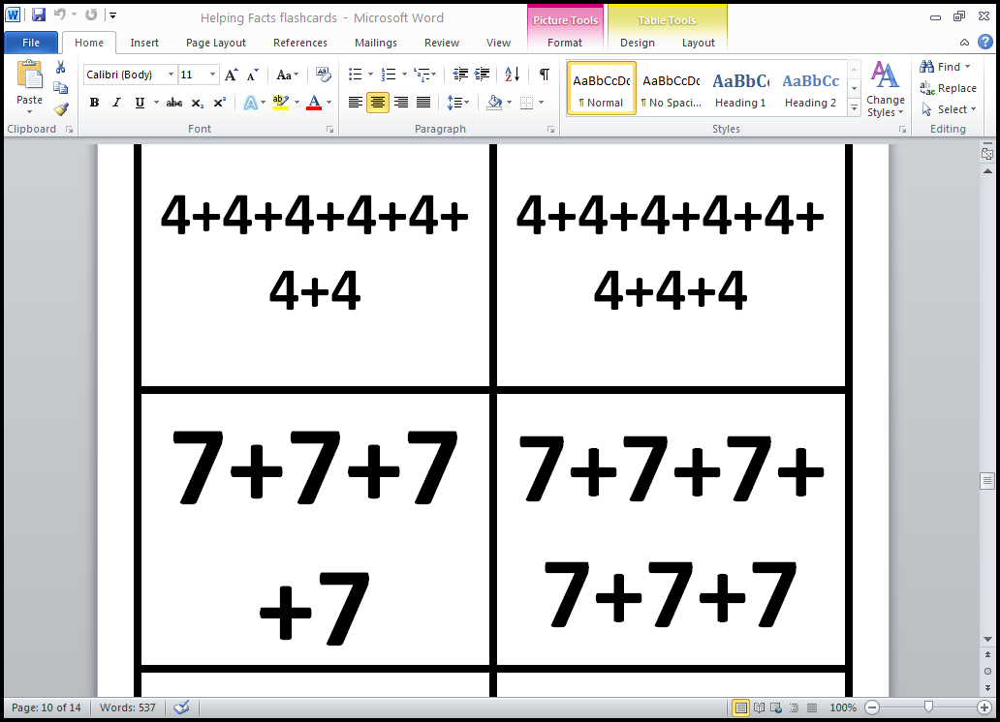 Helping Facts flashcards - Microsoft Word
Picture Tools
Table Tools
File Home Insert Page Layout References Mailings Review View Format Design Layout
Paste
Calibri (Body) 11
AaBbCcDc AaBbCcDc AaBbC AaBbCc
¶ Normal ¶ No Spaci... Heading 1 Heading 2
Change
Styles
Find
Replace
Select
Clipboard Font Paragraph Styles Editing
4+4+4+4+4+
4+4
4+4+4+4+4+
4+4+4
7+7+7
+7
7+7+7+
7+7+7
Page: 10 of 14 Words: 537 100%